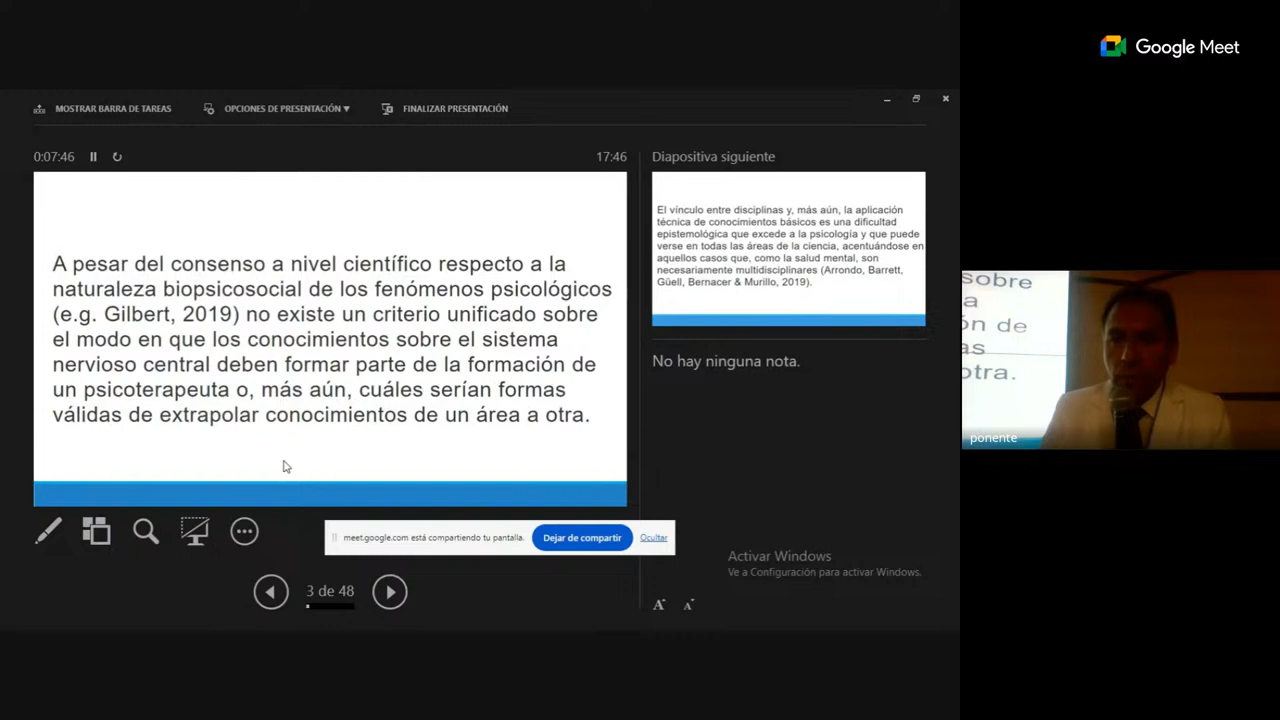 Google Meet
MOSTRAR BARRA DE TAREAS
OPCIONES DE PRESENTACIÓN ▼
FINALIZAR PRESENTACIÓN
0:07:46
17:46
A pesar del consenso a nivel científico respecto a la
naturaleza biopsicosoxial de los fenómenos psicológicos
(e.g. Gilbert, 2019) no existe un criterio unificado sobre
el modo en que los conocimientos sobre el sistema
nervioso central deben formar parte de la formación de
un psicoterapeuta o, más aún, cuáles serían formas
válidas de extrapolar conocimientos de un área a otra.
Diapositiva siguiente
El vínculo entre disciplinas y, más aún, la aplicación
técnica de conocimientos básicos es una dificultad
epistemológica que excede a la psicología y que puede
verse en todas las áreas de la ciencia, acentuándose en
aquellos casos que, como la salud mental, son
necesariamente multidisciplinares (Arrondo, Barrett,
Güell, Bernacer & Murillo, 2019).
No hay ninguna nota.
sobre
a
ón de
as
otra.
ponente
meet.google.com está compartiendo tu pantalla.
Dejar de compartir
Ocultar
Activar Windows
Ve a Configuración para activar Windows.
3 de 48
A
A